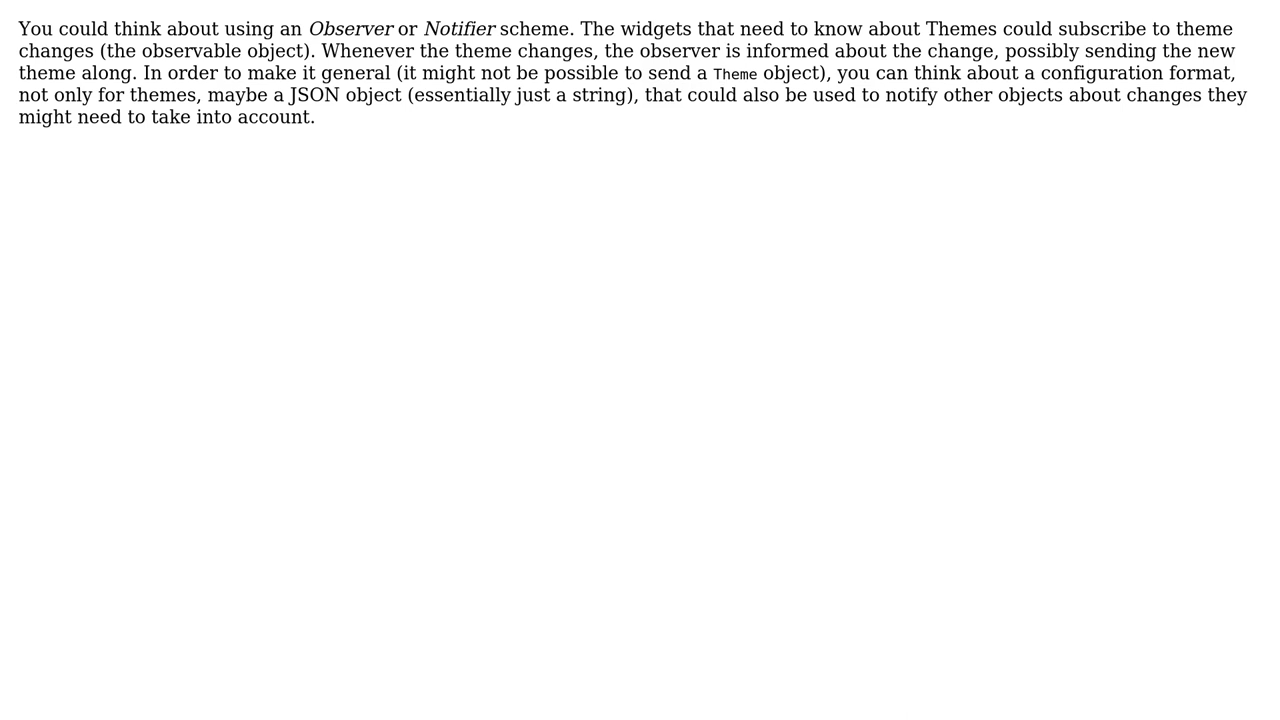 You could think about using an Observer or Notifier scheme. The widgets that need to know about Themes could subscribe to theme
changes (the observable object). Whenever the theme changes, the observer is informed about the change, possibly sending the new
theme along. In order to make it general (it might not be possible to send a Theme object), you can think about a configuration format,
not only for themes, maybe a JSON object (essentially just a string), that could also be used to notify other objects about changes they
might need to take into account.